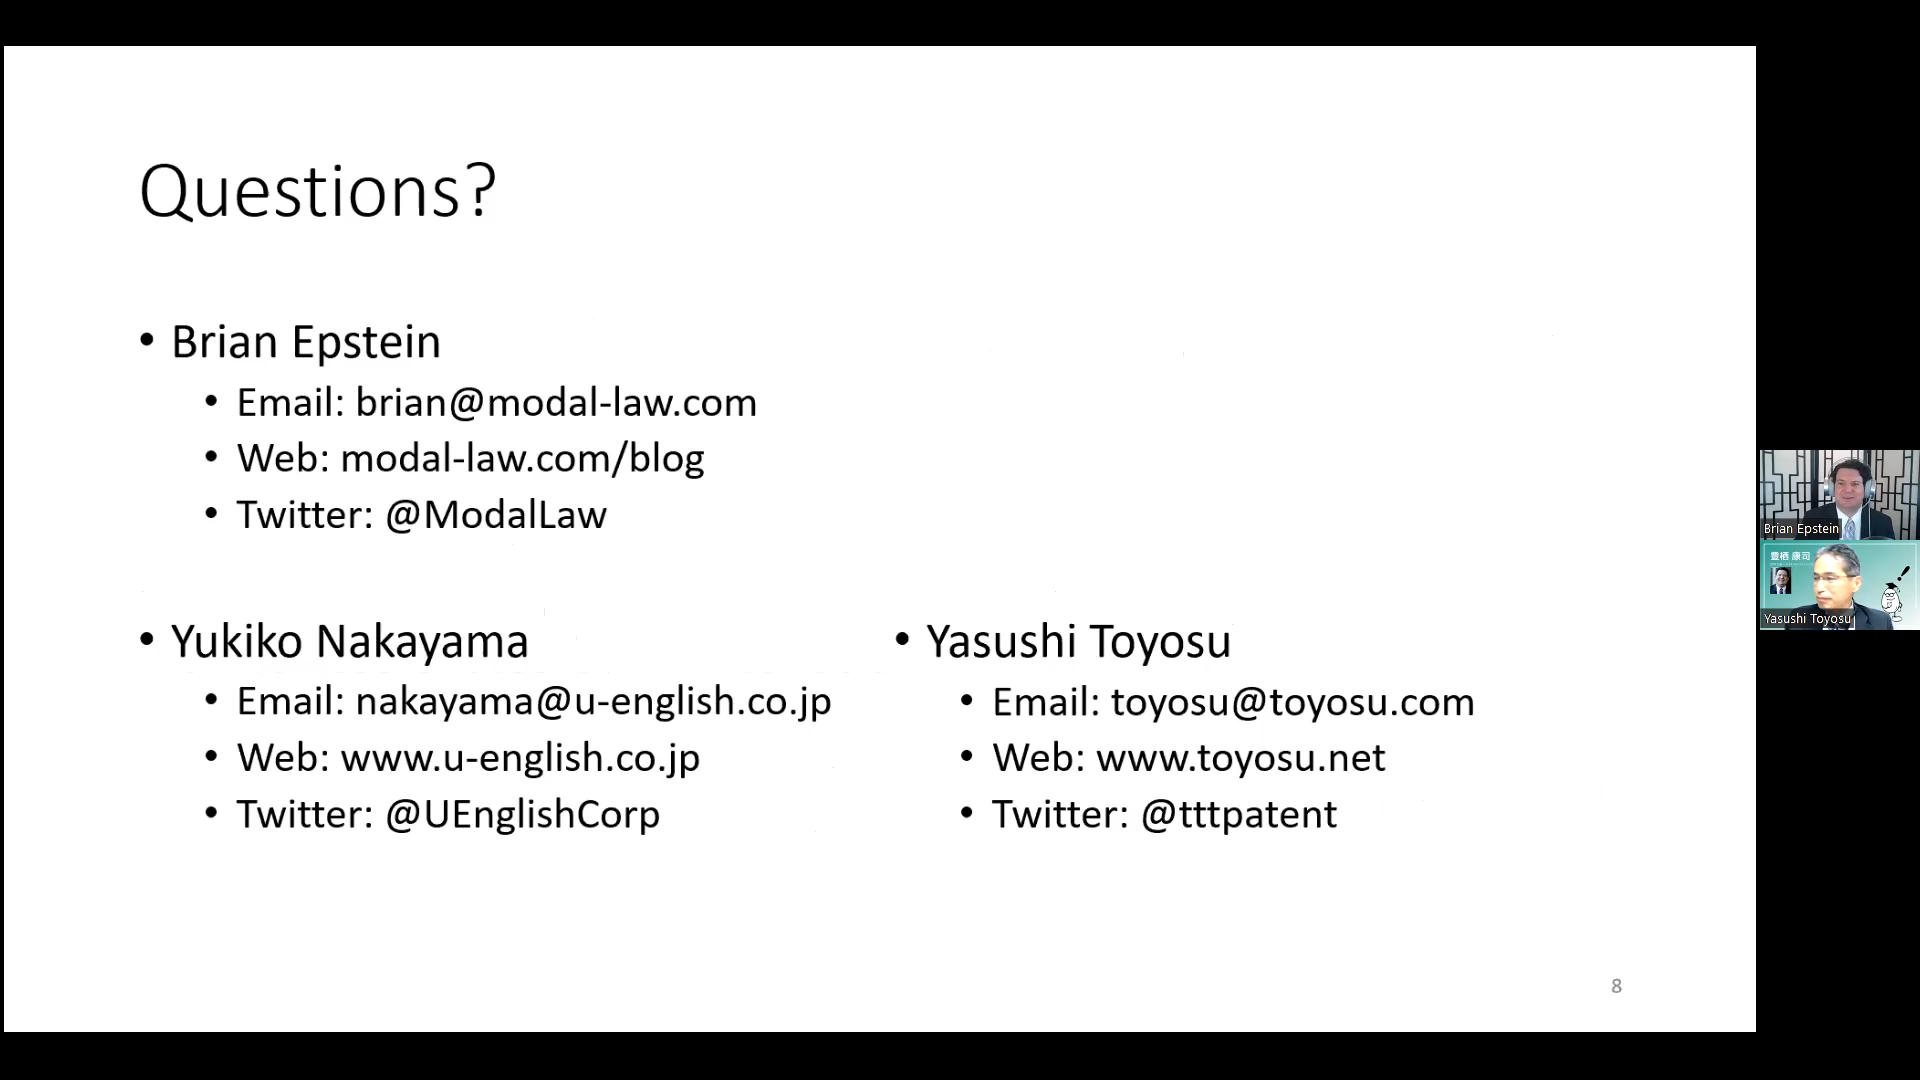 Questions?
• Brian Epstein
• Email: brian@modal-law.com
• Web: modal-law.com/blog
• Twitter: @ModalLaw
• Yukiko Nakayama
• Email: nakayama@u-english.co.jp
• Web: www.u-english.co.jp
• Twitter: @UEnglishCorp
• Yasushi Toyosu
• Email: toyosu@toyosu.com
• Web: www.toyosu.net
• Twitter: @tttpatent
8
Brian Epstein
豊栖 康司
Yasushi Toyosu